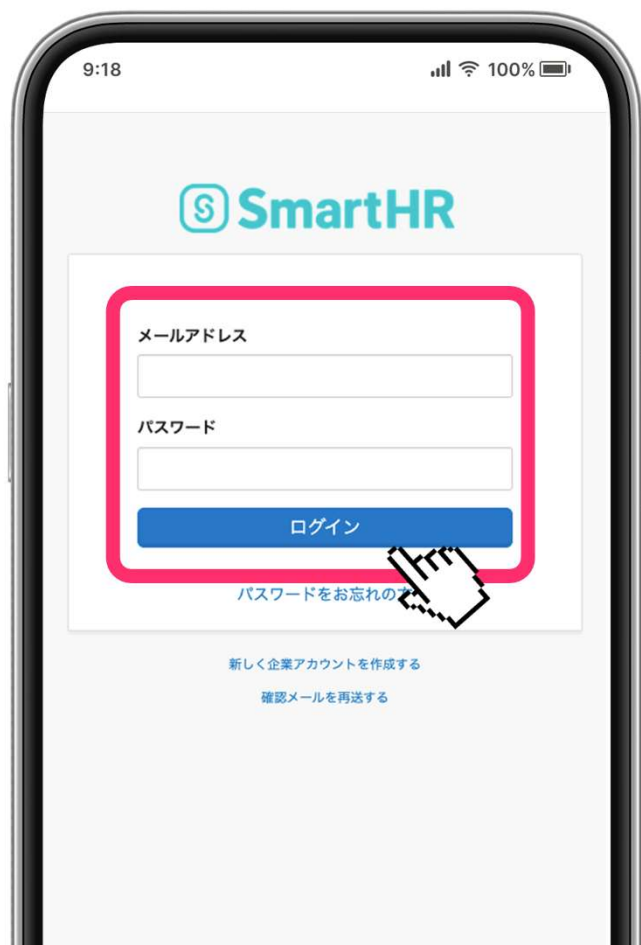 9:18 100%
SmartHR
メールアドレス
パスワード
ログイン
パスワードをお忘れの
新しく企業アカウントを作成する
確認メールを再送する